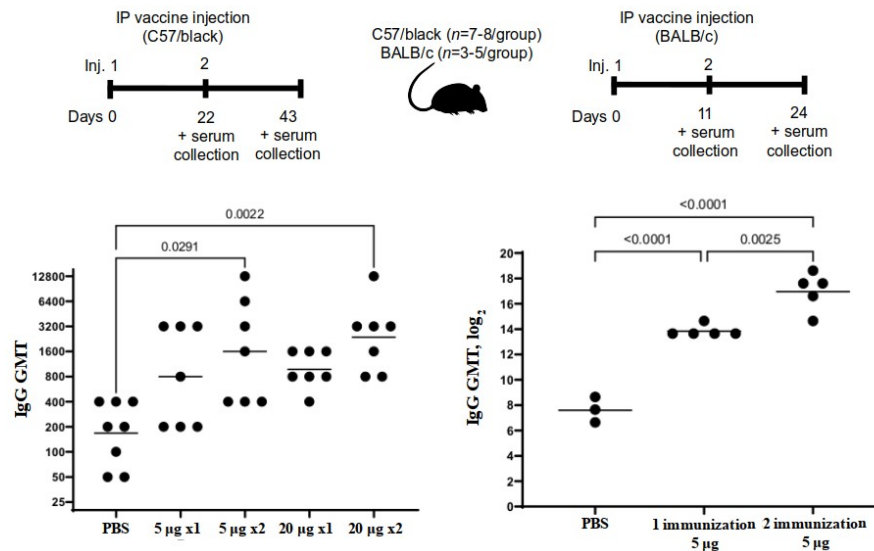 IP vaccine injection
(C57/black)
Inj. 1 2
Days 0 22 43
+ serum collection + serum collection
C57/black (n=7-8/group)
BALB/c (n=3-5/group)
IP vaccine injection
(BALB/c)
Inj. 1 2
Days 0 11 24
+ serum collection + serum collection
0.0022
0.0291
IgG GMT
12800
6400
3200
1600
800
400
200
100
50
25
PBS 5 µg x1 5 µg x2 20 µg x1 20 µg x2
<0.0001
<0.0001 0.0025
IgG GMT, log2
20
18
16
14
12
10
8
6
4
2
0
PBS 1 immunization 2 immunization
5 µg 5 µg